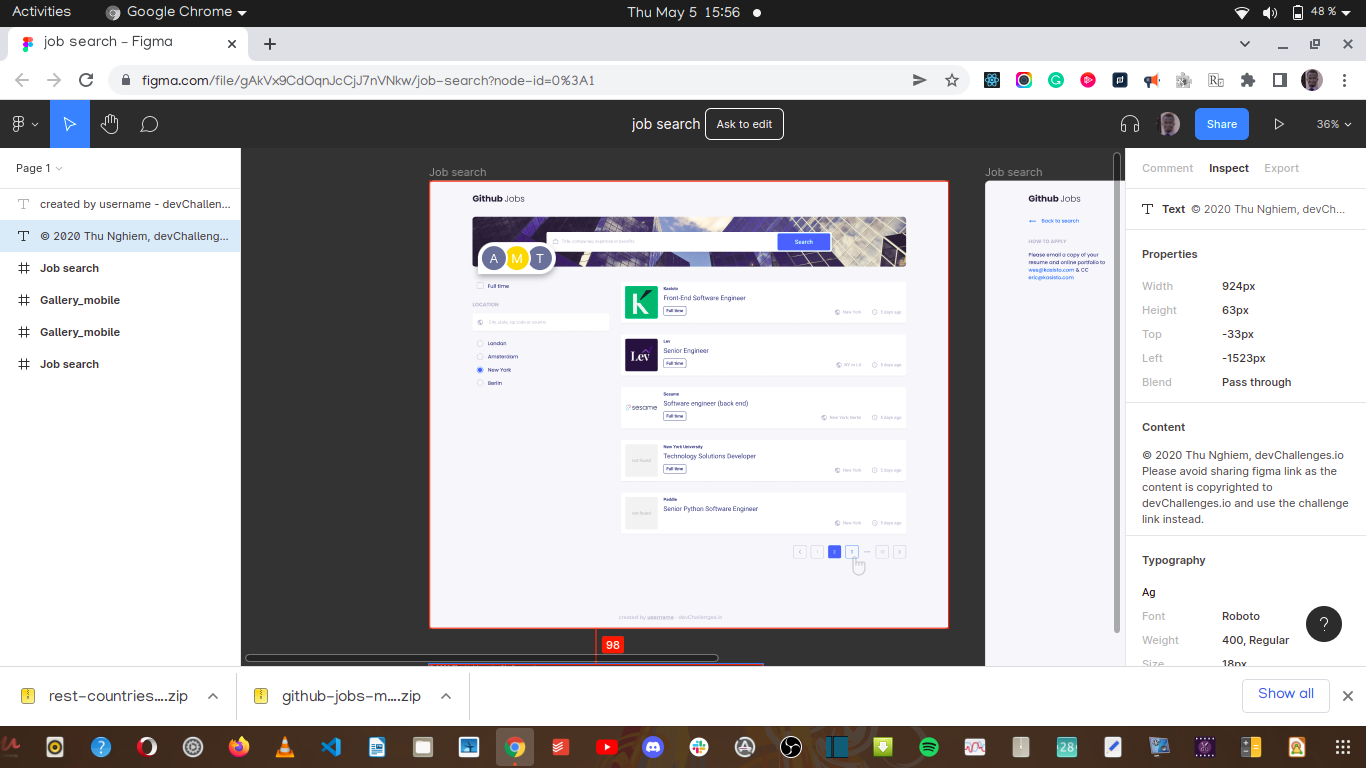 Activities
Google Chrome
Thu May 5 15:56
48 %
job search – Figma
figma.com/file/gAkVx9CdOqnJcCjJ7nVNkw/job-search?node-id=0%3A1
job search
Ask to edit
Share
36%
Page 1
created by username - devChallen...
© 2020 Thu Nghiem, devChalleng...
Job search
Gallery_mobile
Gallery_mobile
Job search
Job search
Github Jobs
Title, companies, expertise or benefits
Search
A M T
Full time
LOCATION
City, state, zip code or country
London
Amsterdam
New York
Berlin
Kasisto
Front-End Software Engineer
Full time
New York
5 days ago
Lev
Lev
Senior Engineer
Full time
NY or LA
5 days ago
sesame
Sesame
Software engineer (back end)
Full time
New York Berlin
5 days ago
not found
New York University
Technology Solutions Developer
Full time
New York
5 days ago
not found
Paddle
Senior Python Software Engineer
New York
5 days ago
created by username - devChallenges.io
98
Job search
Github Jobs
Back to search
HOW TO APPLY
Please email a copy of your
resume and online portfolio to
wes@kasisto.com & CC
eric@kasisto.com
Comment
Inspect
Export
Text © 2020 Thu Nghiem, devCh...
Properties
Width 924px
Height 63px
Top -33px
Left -1523px
Blend Pass through
Content
© 2020 Thu Nghiem, devChallenges.io
Please avoid sharing figma link as the
content is copyrighted to
devChallenges.io and use the challenge
link instead.
Typography
Ag
Font Roboto
Weight 400, Regular
Size 18px
?
rest-countries....zip
github-jobs-m....zip
Show all
28